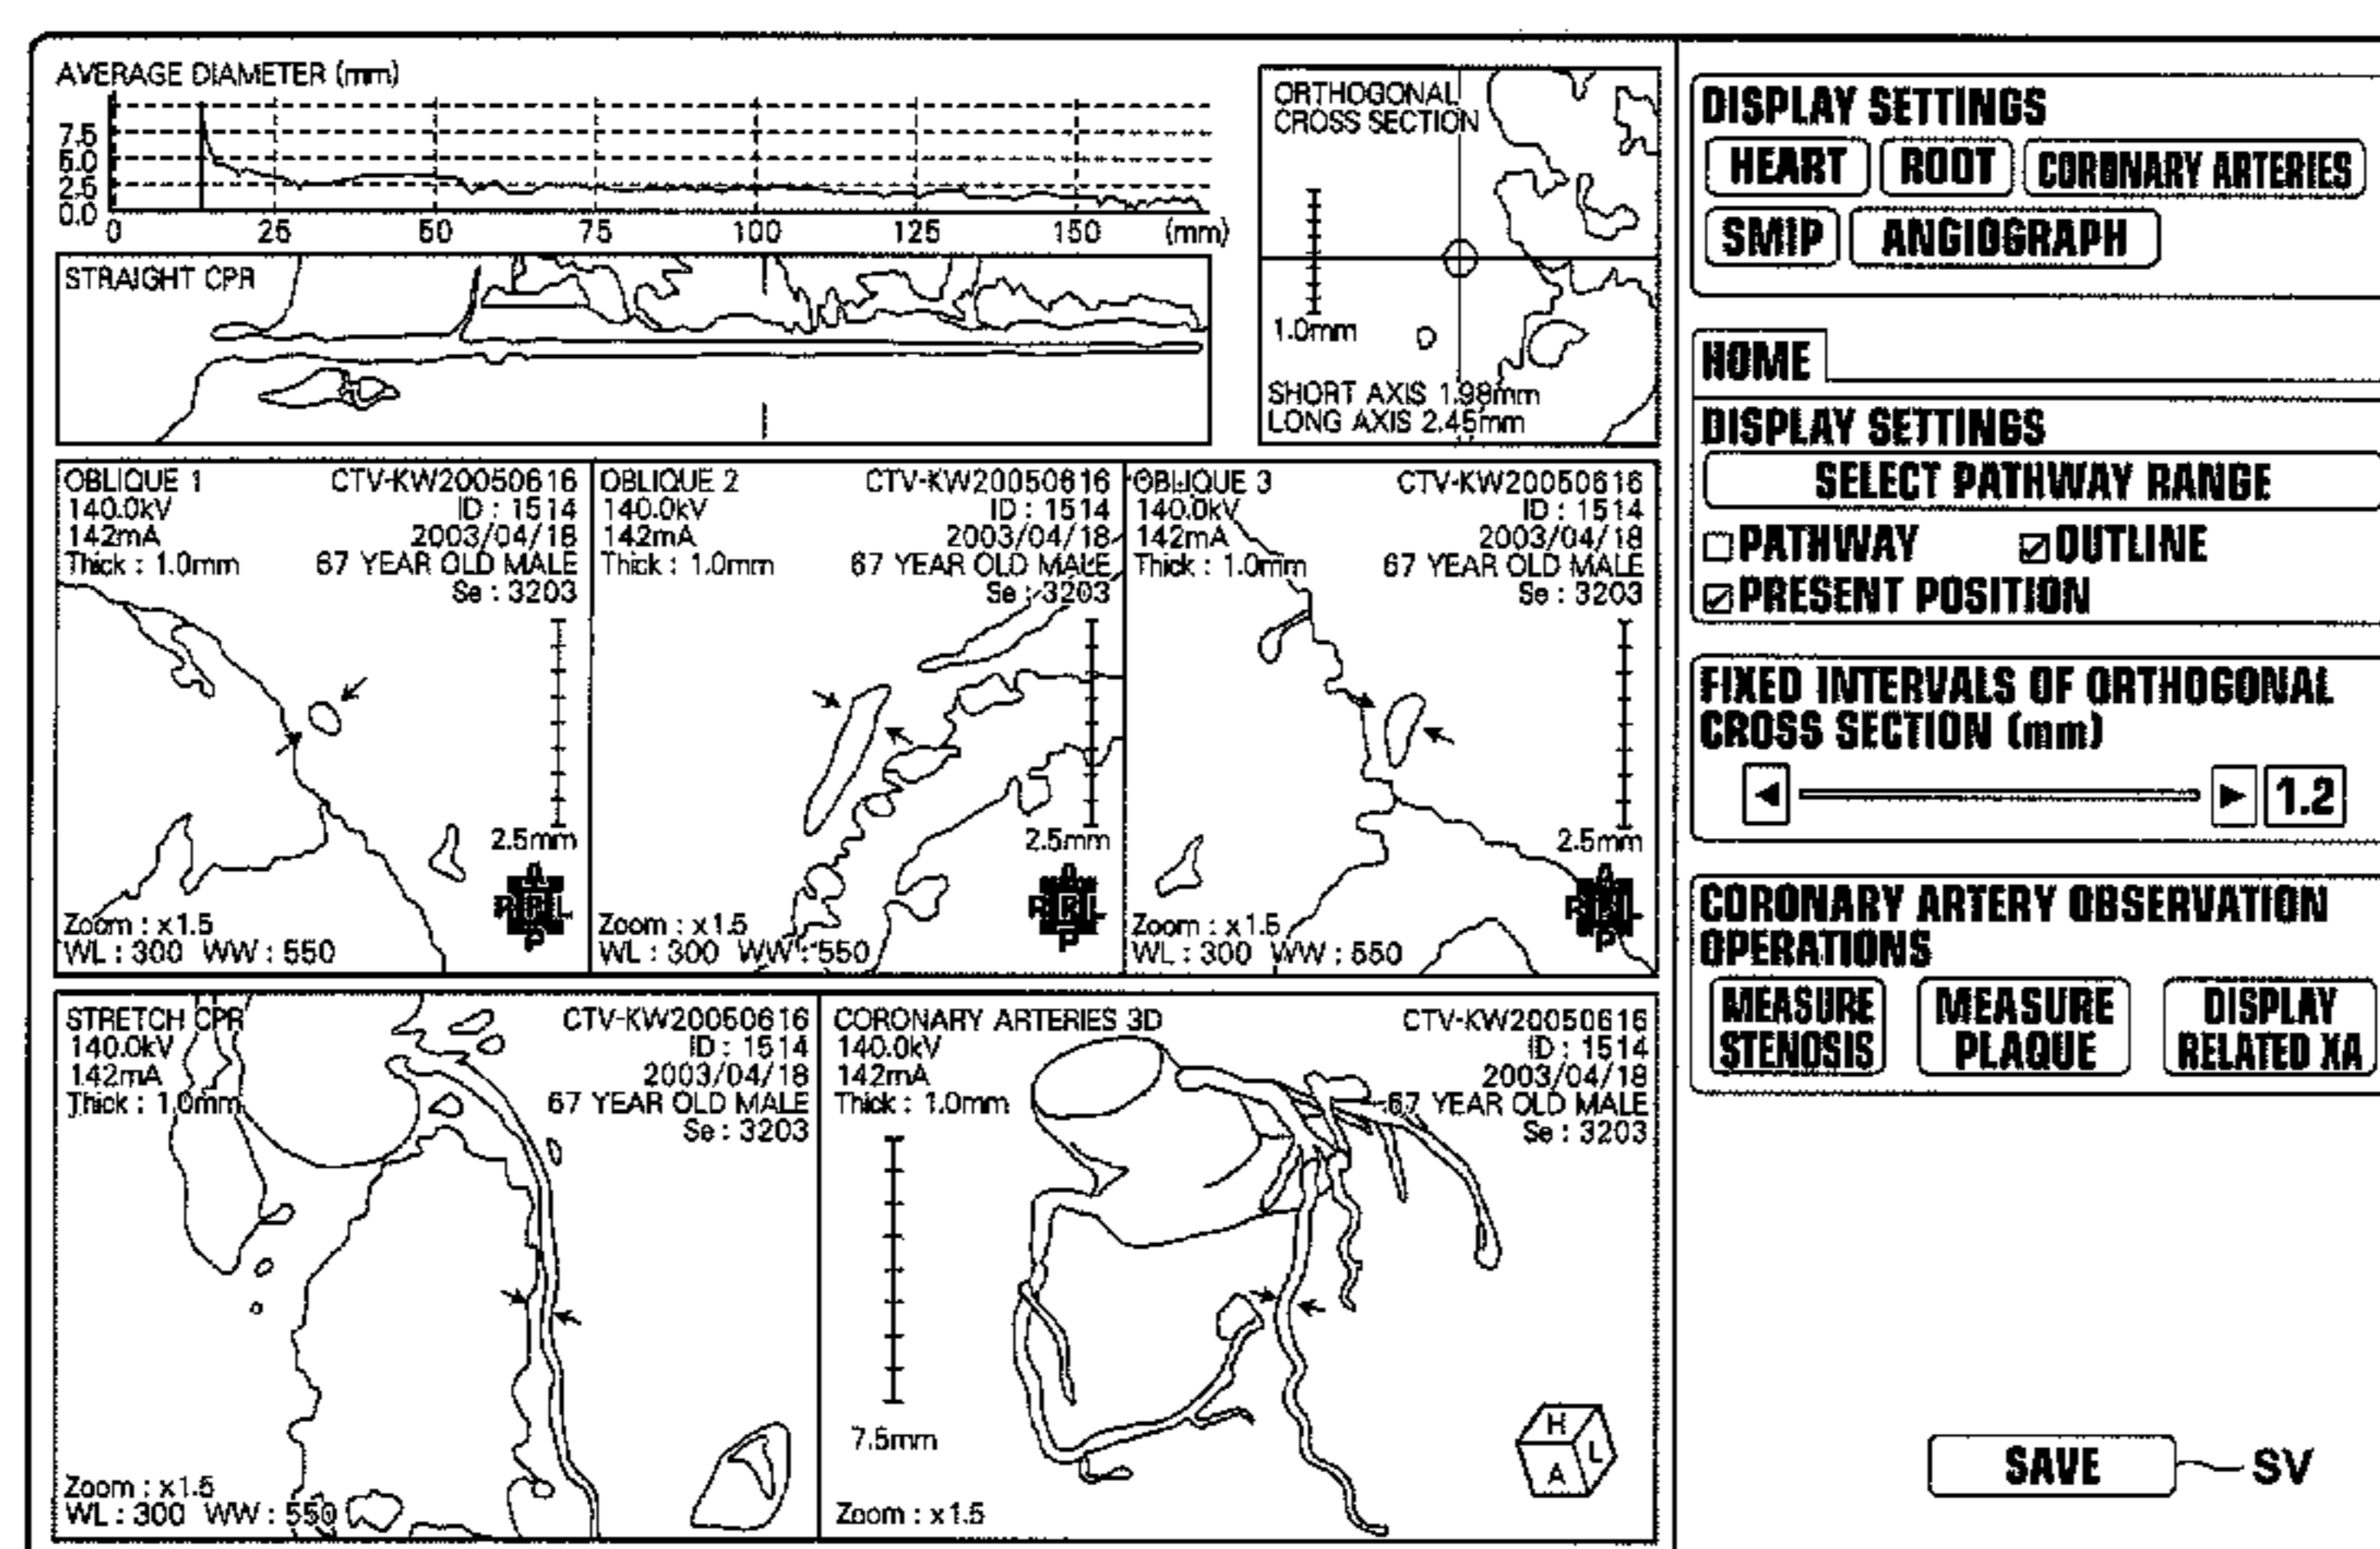 AVERAGE DIAMETER (mm)
7.5
5.0
2.5
0.0
0 25 50 75 100 125 150 (mm)
STRAIGHT CPR
ORTHOGONAL
CROSS SECTION
1.0mm
SHORT AXIS 1.98mm
LONG AXIS 2.45mm
OBLIQUE 1 CTV-KW20050616
140.0kV ID : 1514
142mA 2003/04/18
Thick : 1.0mm 67 YEAR OLD MALE
Se : 3203
2.5mm
A
R R L
P
Zoom : x1.5
WL : 300 WW : 550
OBLIQUE 2 CTV-KW20050616
140.0kV ID : 1514
142mA 2003/04/18
Thick : 1.0mm 67 YEAR OLD MALE
Se : 3203
2.5mm
A
R R L
P
Zoom : x1.5
WL : 300 WW : 550
OBLIQUE 3 CTV-KW20050616
140.0kV ID : 1514
142mA 2003/04/18
Thick : 1.0mm 67 YEAR OLD MALE
Se : 3203
2.5mm
A
L
P
Zoom : x1.5
WL : 300 WW : 550
STRETCH CPR CTV-KW20050616
140.0kV ID : 1514
142mA 2003/04/18
Thick : 1.0mm 67 YEAR OLD MALE
Se : 3203
Zoom : x1.5
WL : 300 WW : 550
CORONARY ARTERIES 3D CTV-KW20050616
140.0kV ID : 1514
142mA 2003/04/18
Thick : 1.0mm 67 YEAR OLD MALE
Se : 3203
7.5mm
H
A L
Zoom : x1.5
DISPLAY SETTINGS
HEART ROOT CORONARY ARTERIES
SMIP ANGIOGRAPH
HOME
DISPLAY SETTINGS
SELECT PATHWAY RANGE
PATHWAY OUTLINE
PRESENT POSITION
FIXED INTERVALS OF ORTHOGONAL
CROSS SECTION (mm)
1.2
CORONARY ARTERY OBSERVATION
OPERATIONS
MEASURE
STENOSIS
MEASURE
PLAQUE
DISPLAY
RELATED XA
SAVE SV